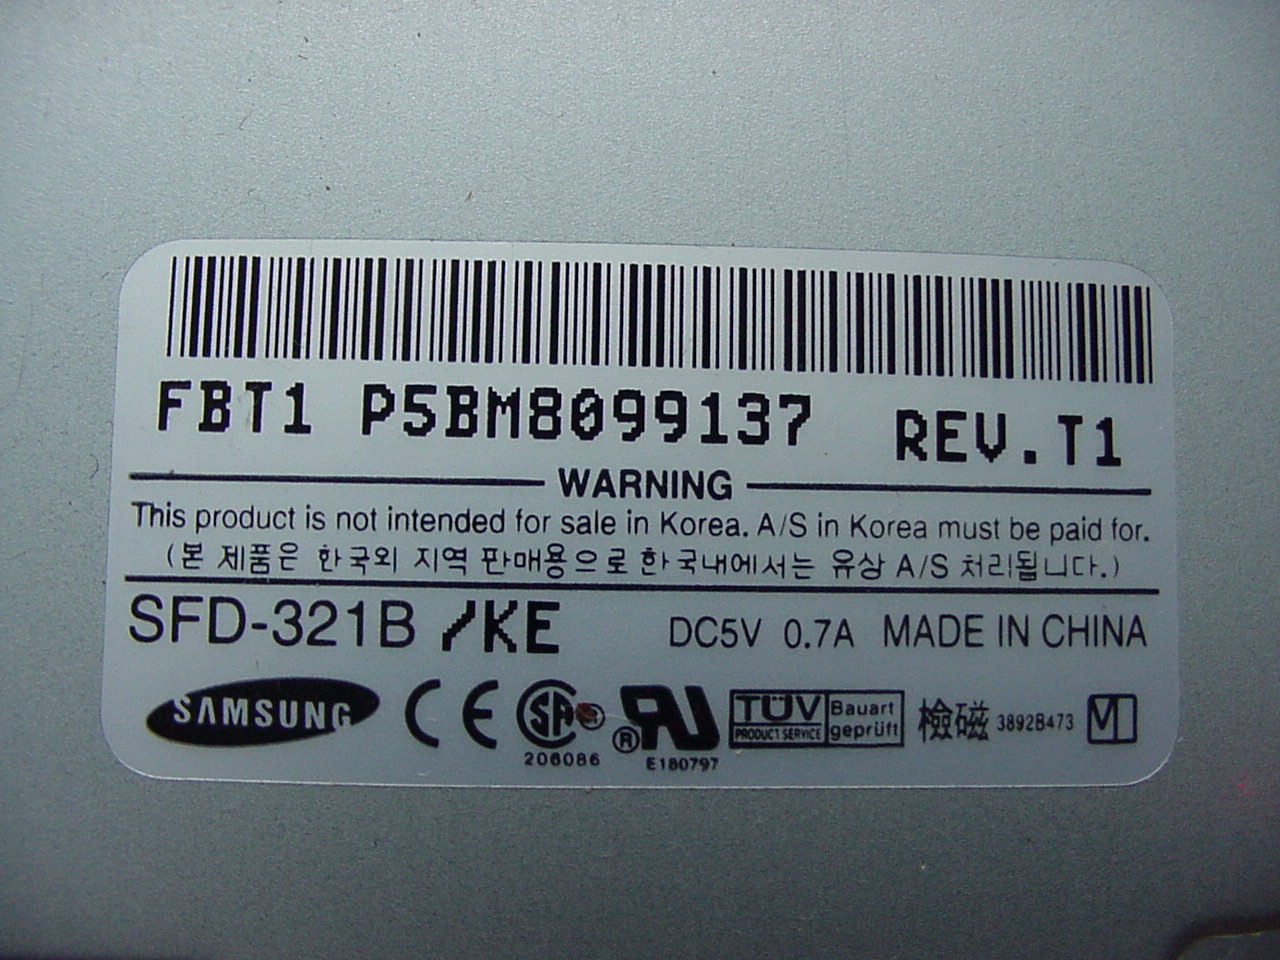 FBT1 P5BM8099137 REV.T1
WARNING
This product is not intended for sale in Korea. A/S in Korea must be paid for.
(본 제품은 한국외 지역 판매용으로 한국내에서는 유상 A/S 처리됩니다.)
SFD-321B /KE DC5V 0.7A MADE IN CHINA
SAMSUNG CE SA ® ® UR TÜV Bauart 檢磁 3892B473
PRODUCT SERVICE geprüft
206086 E180797